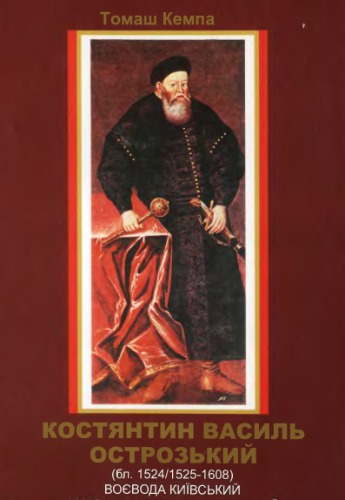 Томаш Кемпа
КОСТЯНТИН ВАСИЛЬ
ОСТРОЗЬКИЙ
(бл. 1524/1525-1608)
ВОЄВОДА КИЇВСЬКИЙ